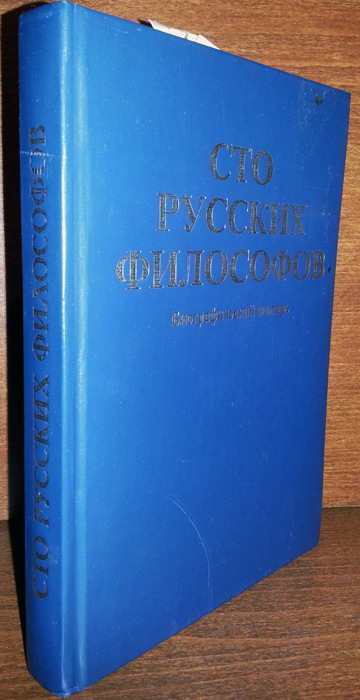 СТО РУССКИХ ФИЛОСОФОВ
СТО
РУССКИХ
ФИЛОСОФОВ
Биографический словарь